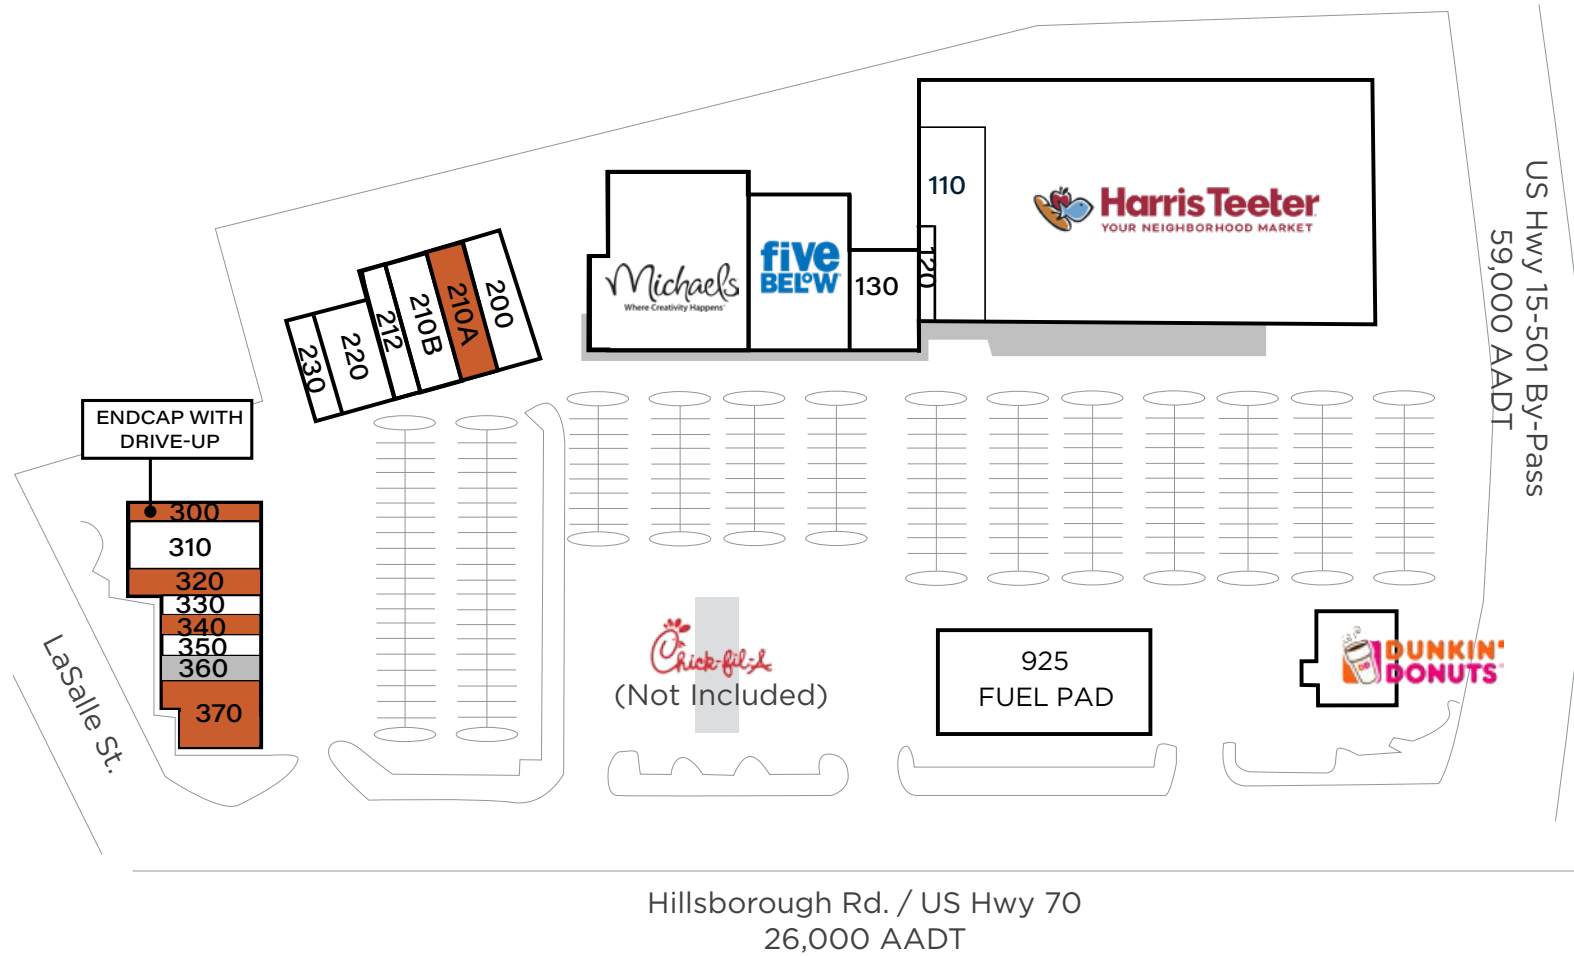 110
Harris Teeter
YOUR NEIGHBORHOOD MARKET
120
Michaels
Where Creativity Happens
five
BELOW
130
200
210A
210B
212
220
230
US Hwy 15-501 By-Pass
59,000 AADT
ENDCAP WITH
DRIVE-UP
300
310
320
330
340
350
360
370
LaSalle St.
Chick-fil-A
(Not Included)
925
FUEL PAD
DD
DUNKIN'
DONUTS
Hillsborough Rd. / US Hwy 70
26,000 AADT